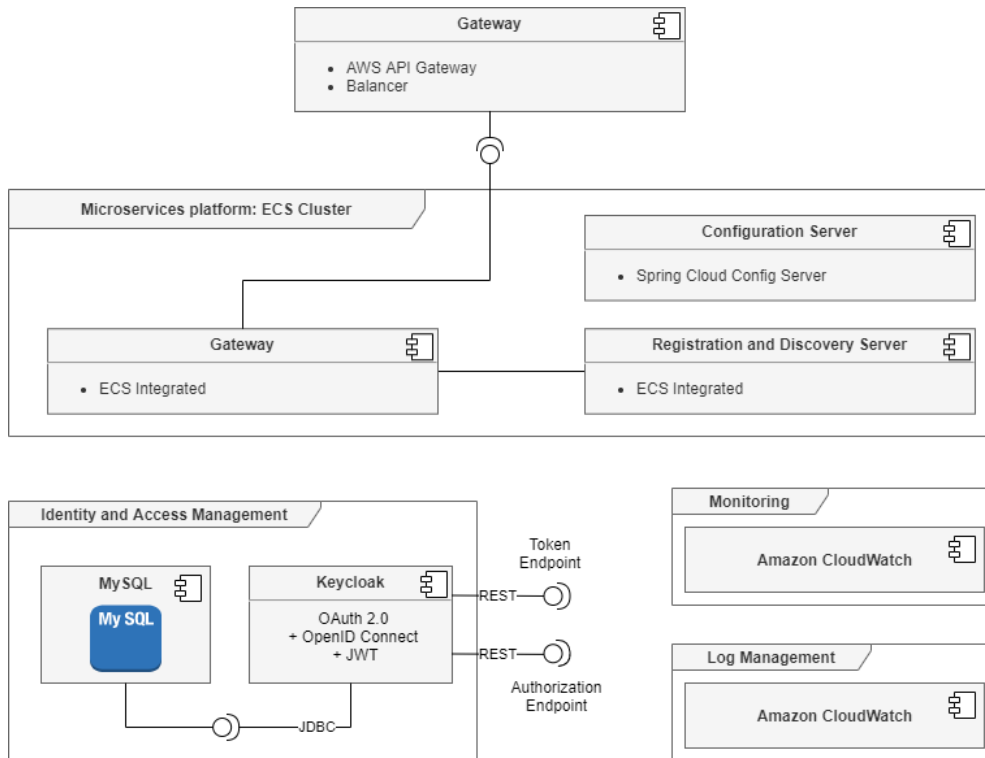 Gateway
AWS API Gateway
Balancer
Microservices platform: ECS Cluster
Configuration Server
Spring Cloud Config Server
Gateway
ECS Integrated
Registration and Discovery Server
ECS Integrated
Identity and Access Management
MySQL
My SQL
Keycloak
OAuth 2.0
+ OpenID Connect
+ JWT
JDBC
REST
Token
Endpoint
REST
Authorization
Endpoint
Monitoring
Amazon CloudWatch
Log Management
Amazon CloudWatch